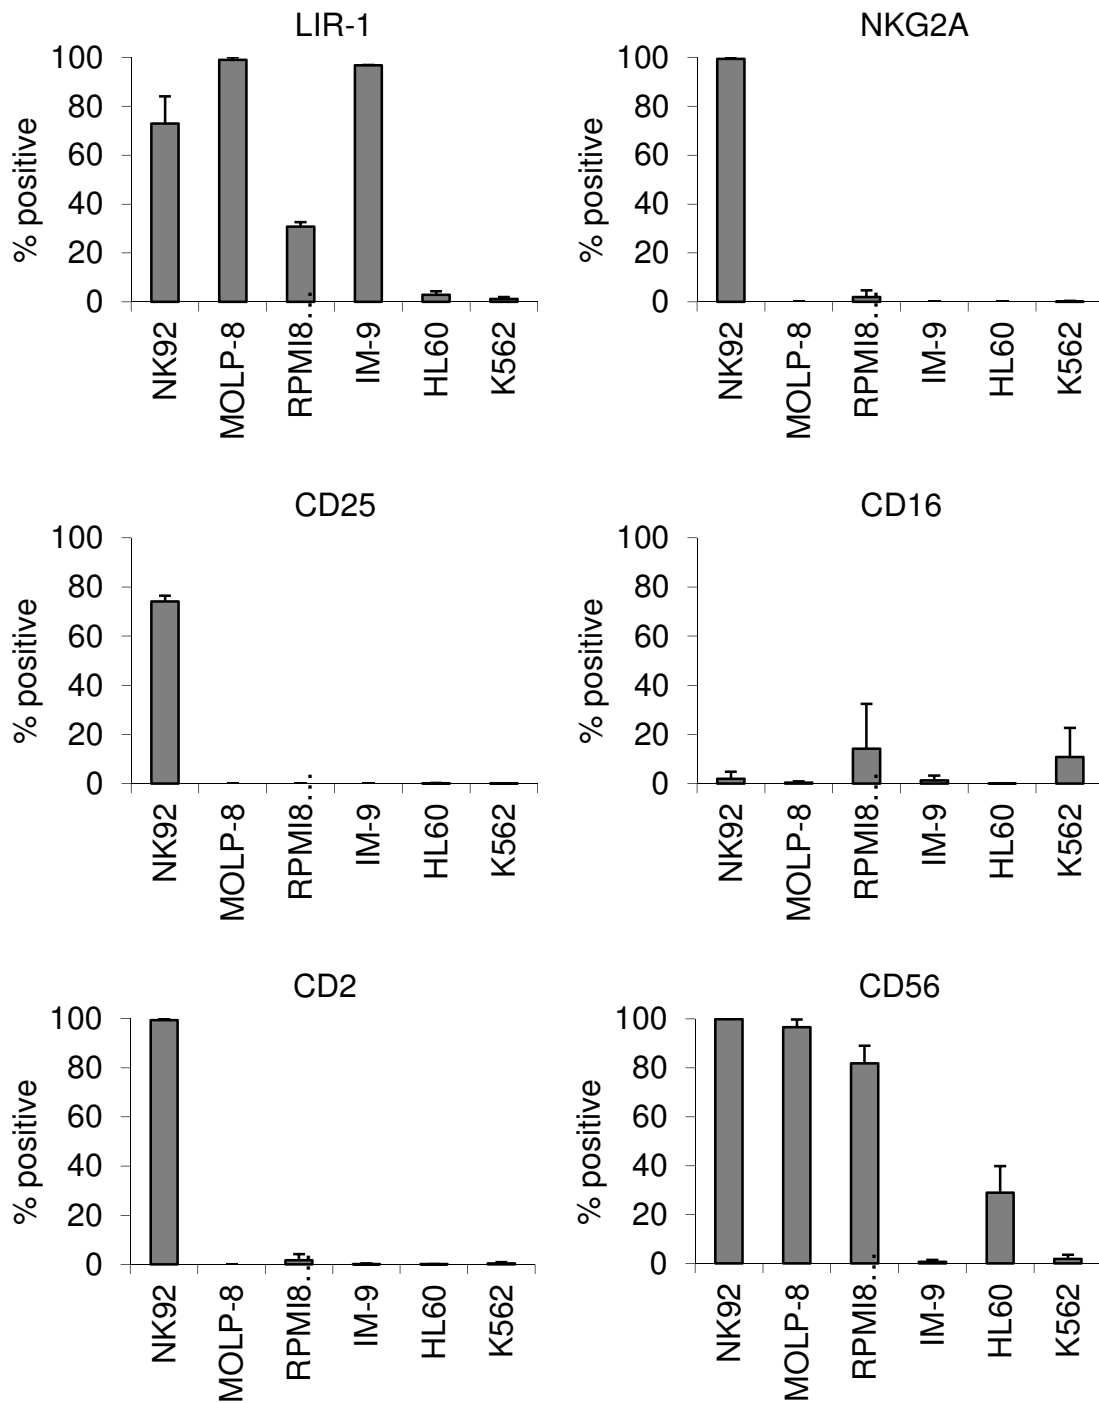 LIR-1
% positive
100
80
60
40
20
0
NK92
MOLP-8
RPMI8...
IM-9
HL60
K562
NKG2A
% positive
100
80
60
40
20
0
NK92
MOLP-8
RPMI8...
IM-9
HL60
K562
CD25
% positive
100
80
60
40
20
0
NK92
MOLP-8
RPMI8...
IM-9
HL60
K562
CD16
% positive
100
80
60
40
20
0
NK92
MOLP-8
RPMI8...
IM-9
HL60
K562
CD2
% positive
100
80
60
40
20
0
NK92
MOLP-8
RPMI8...
IM-9
HL60
K562
CD56
% positive
100
80
60
40
20
0
NK92
MOLP-8
RPMI8...
IM-9
HL60
K562